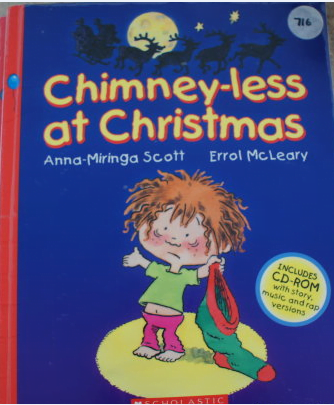 716
Chimney-less
at Christmas
Anna-Miringa Scott Errol McLeary
INCLUDES
CD-ROM
with story,
music and rap
versions
SCHOLASTIC